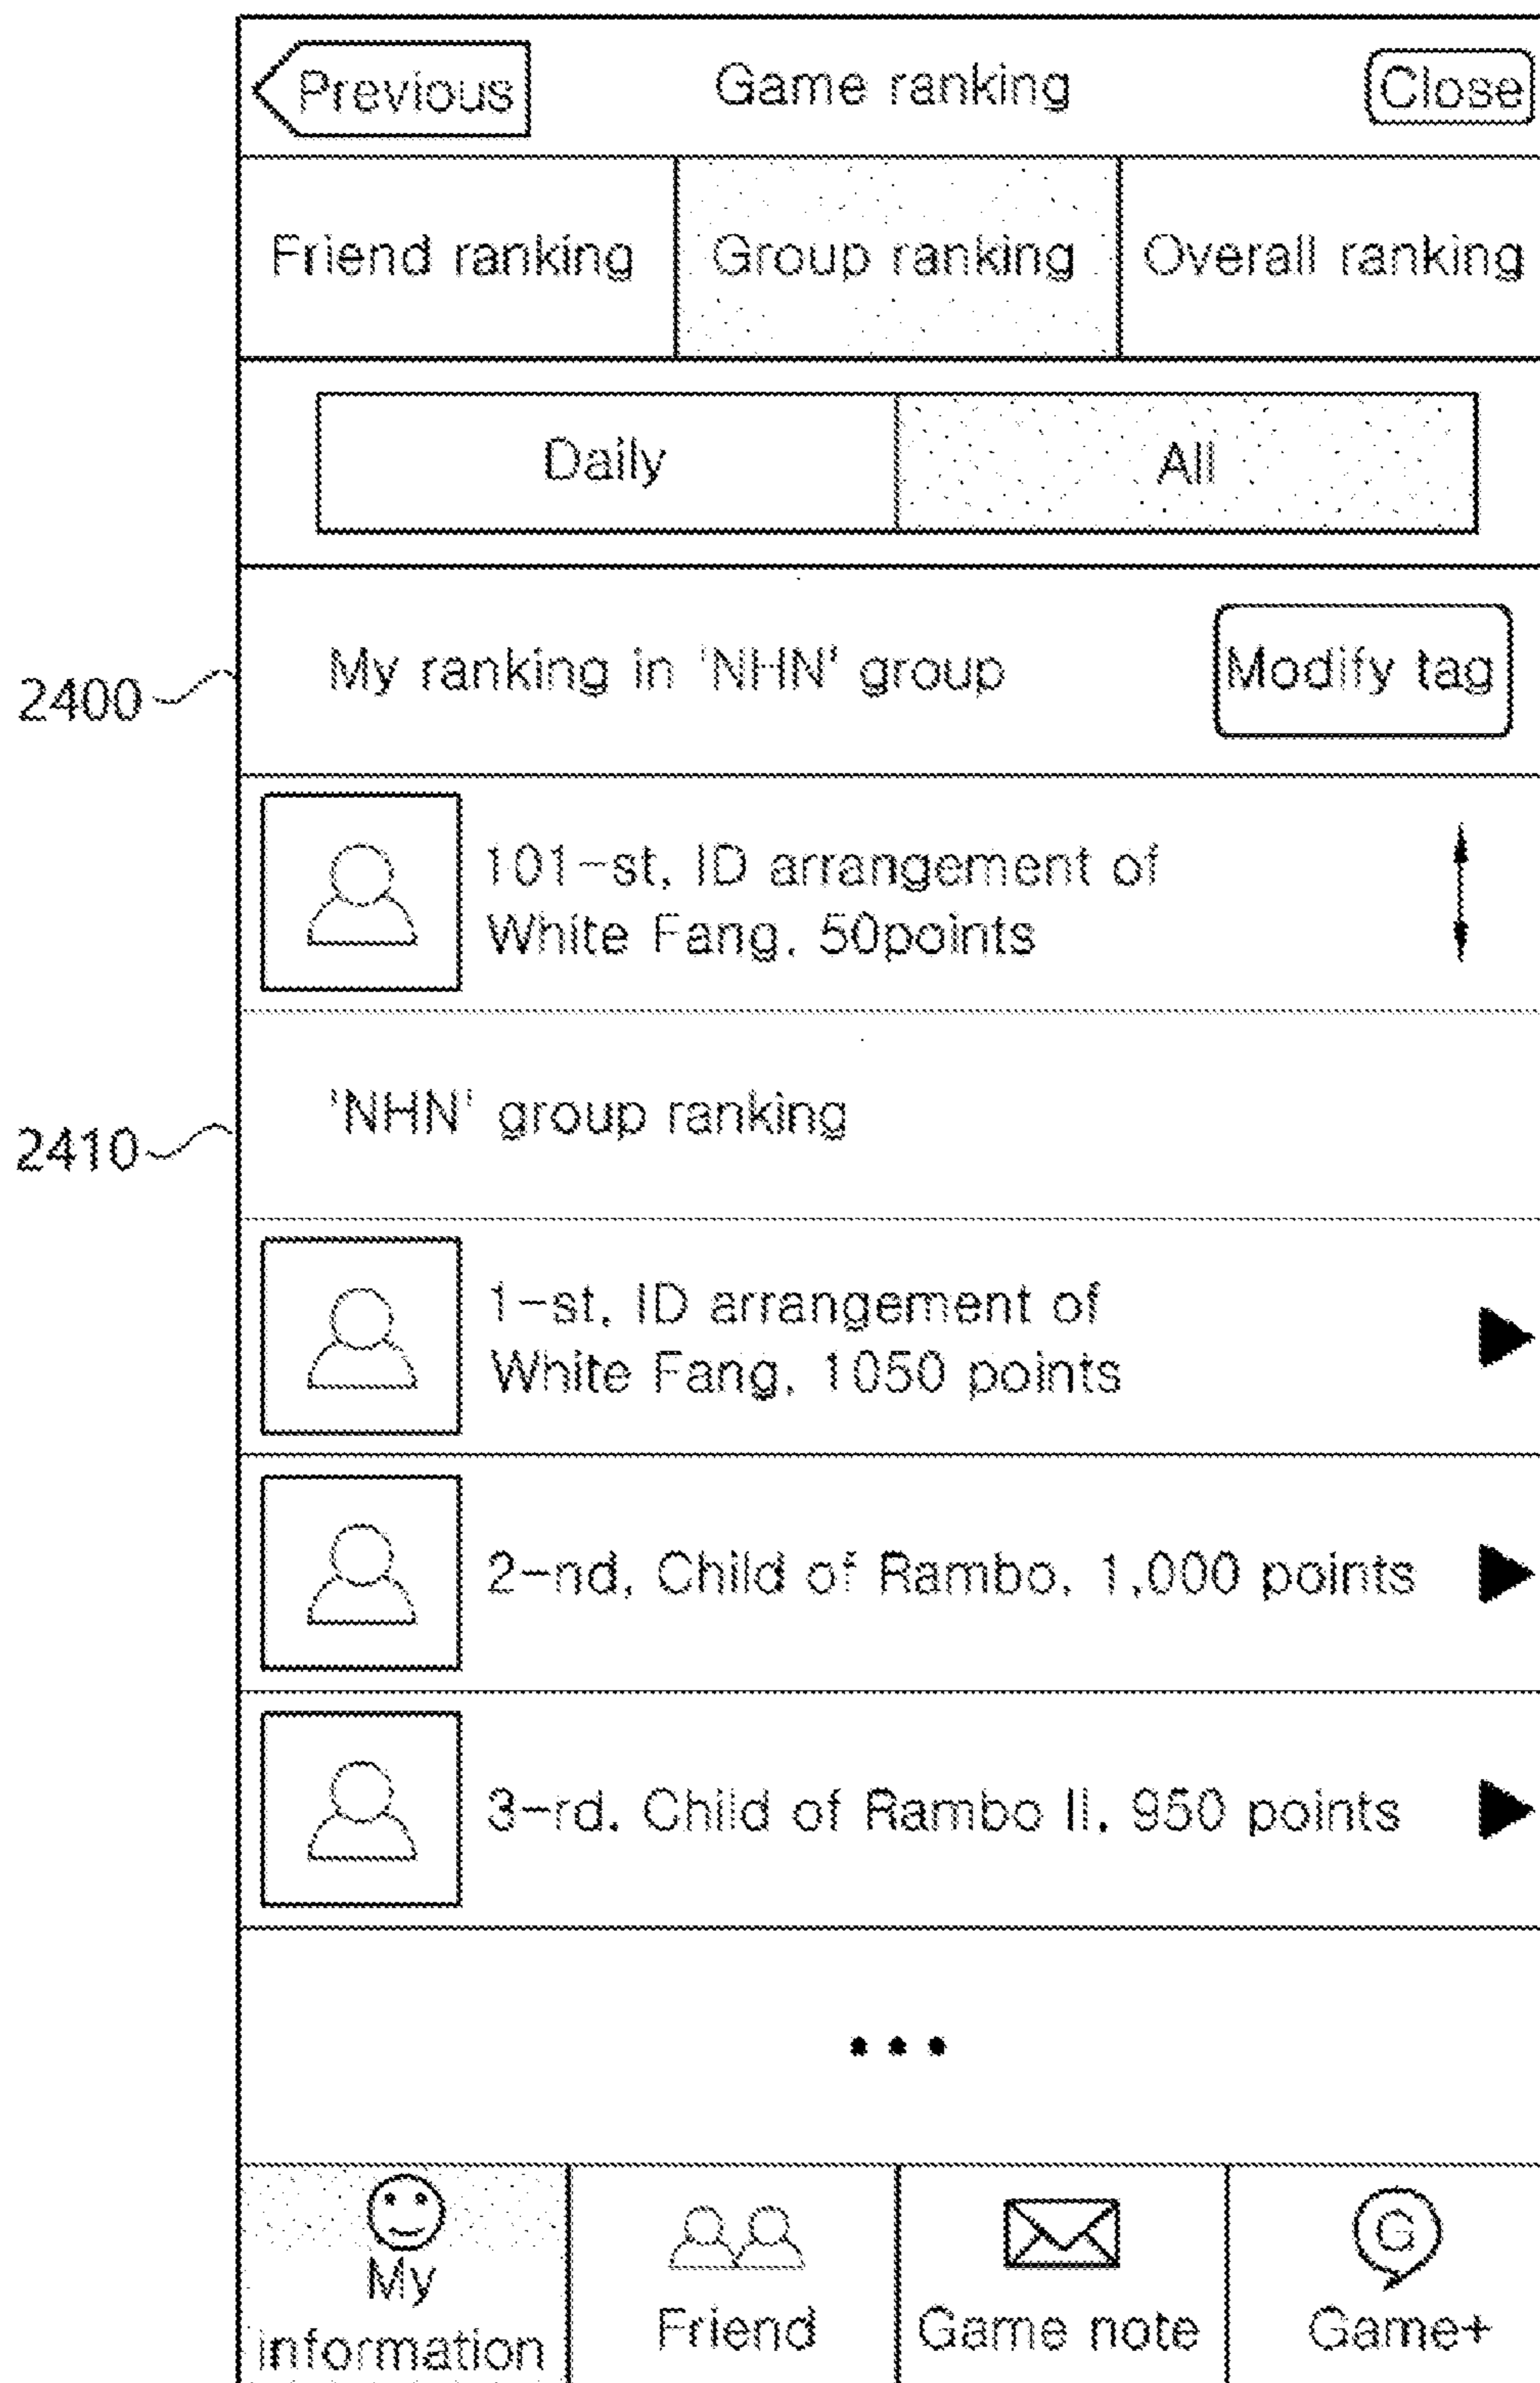 Previous
Game ranking
Close
Friend ranking
Group ranking
Overall ranking
Daily
All
2400
My ranking in 'NHN' group
Modify tag
101-st, ID arrangement of
White Fang, 50points
2410
'NHN' group ranking
1-st, ID arrangement of
White Fang, 1050 points
2-nd, Child of Rambo, 1,000 points
3-rd, Child of Rambo II, 950 points
•••
My
information
Friend
Game note
G
Game+